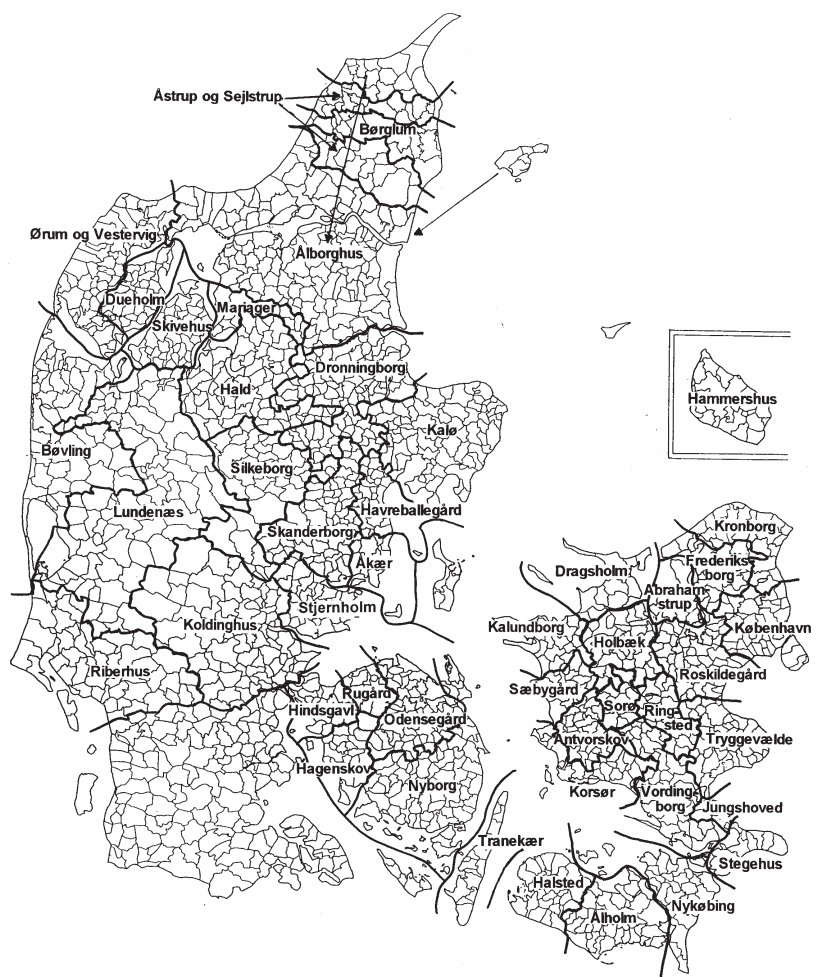 Åstrup og Sejlstrup
Børglum
Ørum og Vestervig
Ålborghus
Dueholm
Mariager
Skivehus
Dronningborg
Hald
Hammershus
Kalø
Bøvling
Silkeborg
Lundenæs
Havreballegård
Skanderborg
Åkær
Stjernholm
Koldinghus
Riberhus
Kronborg
Frederiks-
borg
Dragsholm
Abraham-
strup
Kalundborg
Holbæk
København
Roskildegård
Sæbygård
Rugård
Hindsgavl
Odensegård
Sorø
Ring-
sted
Antvorskov
Tryggevælde
Hagenskov
Nyborg
Korsør
Vording-
borg
Jungshoved
Tranekær
Stegehus
Halsted
Ålholm
Nykøbing